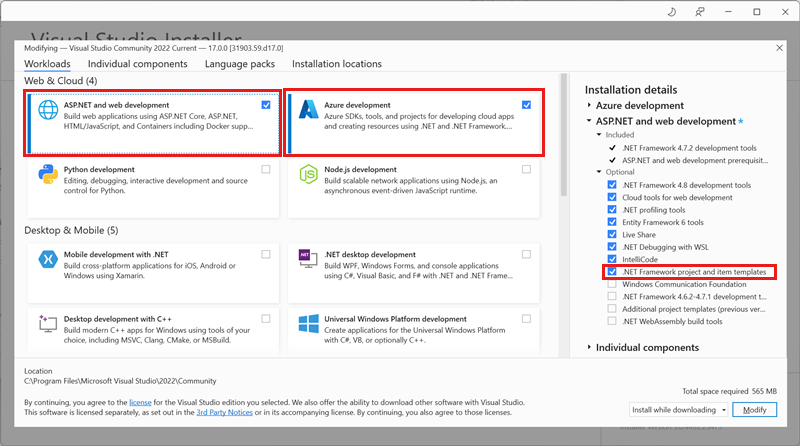 Visual Studio Installer
Modifying — Visual Studio Community 2022 Current — 17.0.0 [31903.59.d17.0]
Workloads
Individual components
Language packs
Installation locations
Web & Cloud (4)
ASP.NET and web development
Build web applications using ASP.NET Core, ASP.NET,
HTML/JavaScript, and Containers including Docker supp...
Azure development
Azure SDKs, tools, and projects for developing cloud apps
and creating resources using .NET and .NET Framework....
Python development
Editing, debugging, interactive development and source
control for Python.
Node.js development
Build scalable network applications using Node.js, an
asynchronous event-driven JavaScript runtime.
Desktop & Mobile (5)
Mobile development with .NET
Build cross-platform applications for iOS, Android or
Windows using Xamarin.
.NET desktop development
Build WPF, Windows Forms, and console applications
using C#, Visual Basic, and F# with .NET and .NET Frame...
Desktop development with C++
Build modern C++ apps for Windows using tools of your
choice, including MSVC, Clang, CMake, or MSBuild.
Universal Windows Platform development
Create applications for the Universal Windows Platform
with C#, VB, or optionally C++.
Installation details
Azure development
ASP.NET and web development *
Included
.NET Framework 4.7.2 development tools
ASP.NET and web development prerequisit...
Optional
.NET Framework 4.8 development tools
Cloud tools for web development
.NET profiling tools
Entity Framework 6 tools
Live Share
.NET Debugging with WSL
IntelliCode
.NET Framework project and item templates
Windows Communication Foundation
.NET Framework 4.6.2-4.7.1 development t...
Additional project templates (previous ver...
.NET WebAssembly build tools
Individual components
Location
C:\Program Files\Microsoft Visual Studio\2022\Community
By continuing, you agree to the license for the Visual Studio edition you selected. We also offer the ability to download other software with Visual Studio.
This software is licensed separately, as set out in the 3rd Party Notices or in its accompanying license. By continuing, you also agree to those licenses.
Total space required 565 MB
Install while downloading
Modify